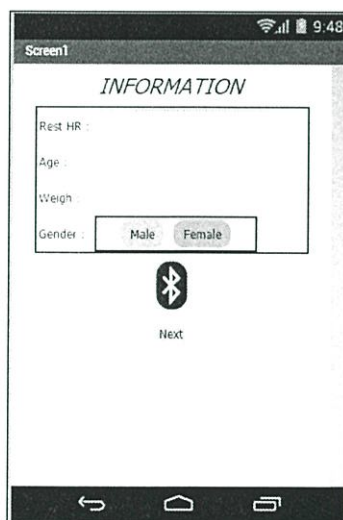 9:48
Screen1
INFORMATION
Rest HR :
Age :
Weigh :
Gender : Male Female
Next